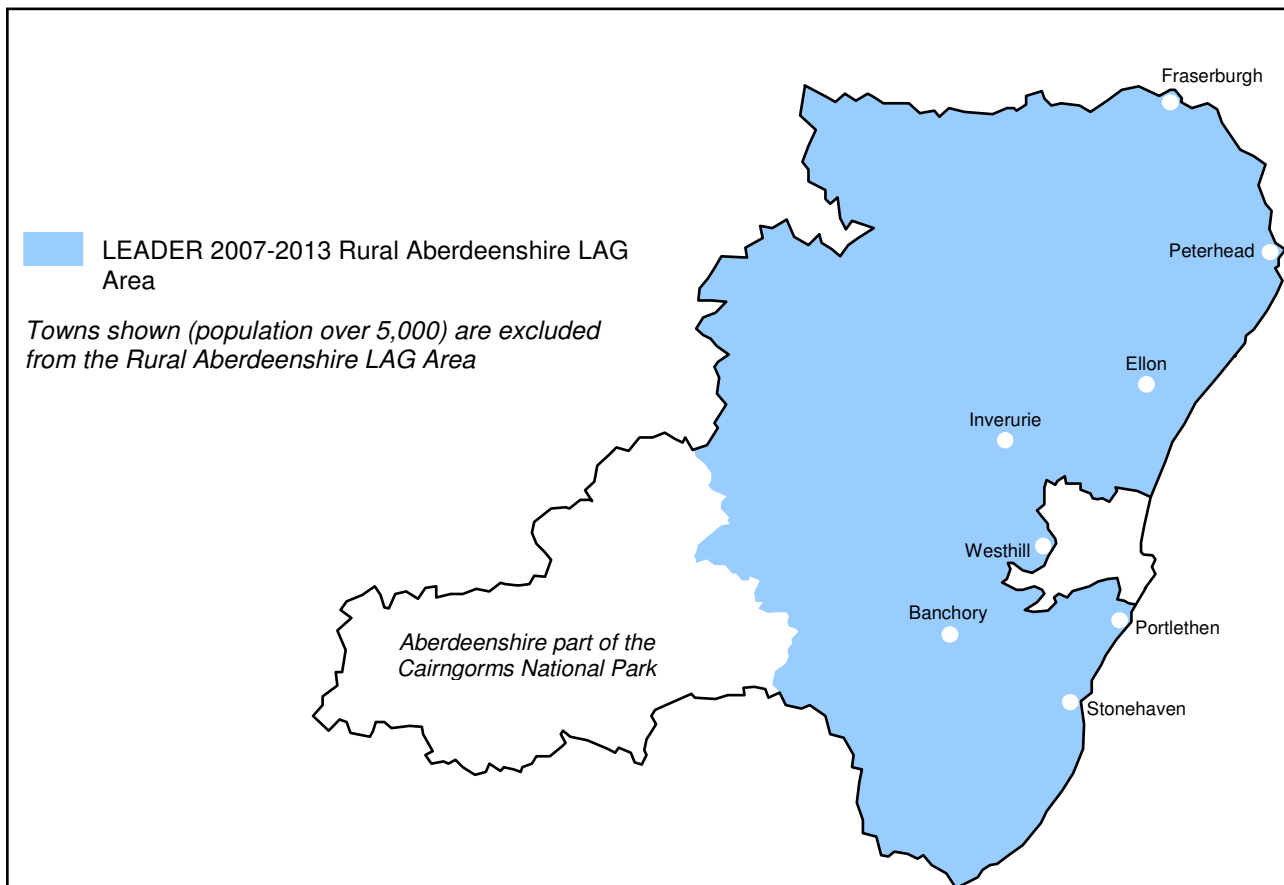 Fraserburgh
LEADER 2007-2013 Rural Aberdeenshire LAG
Area
Peterhead
Towns shown (population over 5,000) are excluded
from the Rural Aberdeenshire LAG Area
Ellon
Inverurie
Westhill
Banchory
Portlethen
Aberdeenshire part of the
Cairngorms National Park
Stonehaven